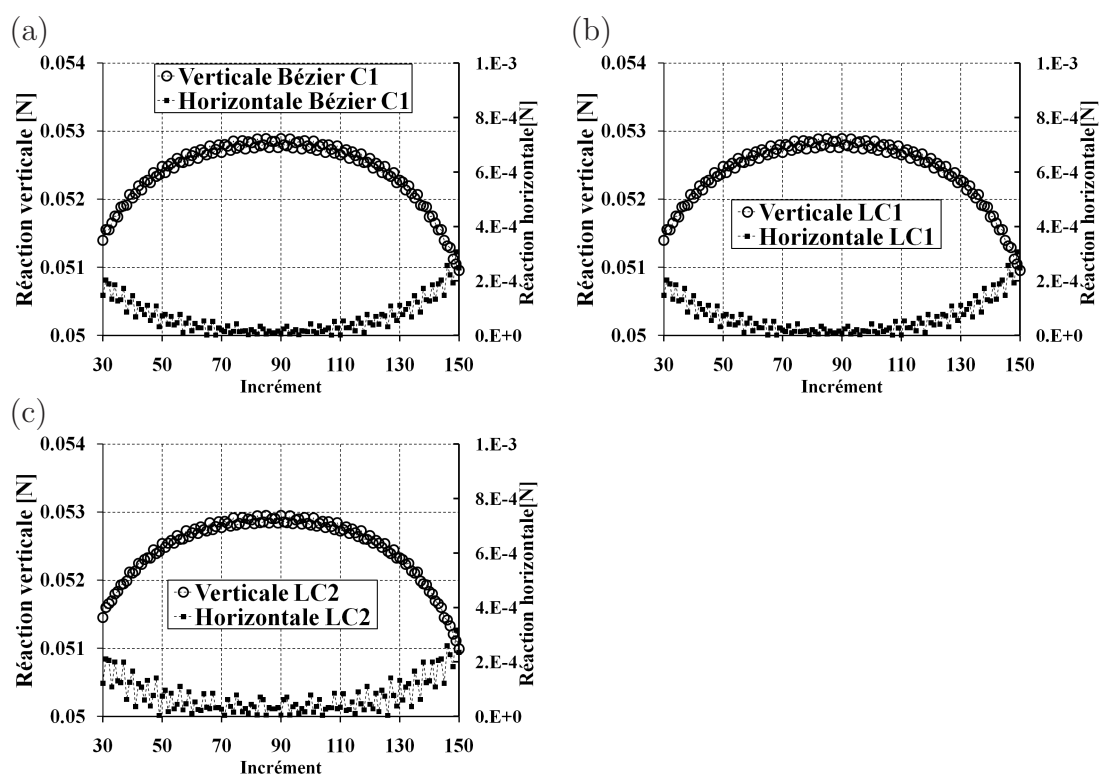 (a)
0.054
0.053
0.052
0.051
0.05
Réaction verticale [N]
Verticale Bézier C1
Horizontale Bézier C1
1.E-3
8.E-4
6.E-4
4.E-4
2.E-4
0.E+0
Réaction horizontale[N]
30 50 70 90 110 130 150
Incrément
(b)
0.054
0.053
0.052
0.051
0.05
Réaction verticale [N]
Verticale LC1
Horizontale LC1
1.E-3
8.E-4
6.E-4
4.E-4
2.E-4
0.E+0
Réaction horizontale[N]
30 50 70 90 110 130 150
Incrément
(c)
0.054
0.053
0.052
0.051
0.05
Réaction verticale [N]
Verticale LC2
Horizontale LC2
1.E-3
8.E-4
6.E-4
4.E-4
2.E-4
0.E+0
Réaction horizontale[N]
30 50 70 90 110 130 150
Incrément